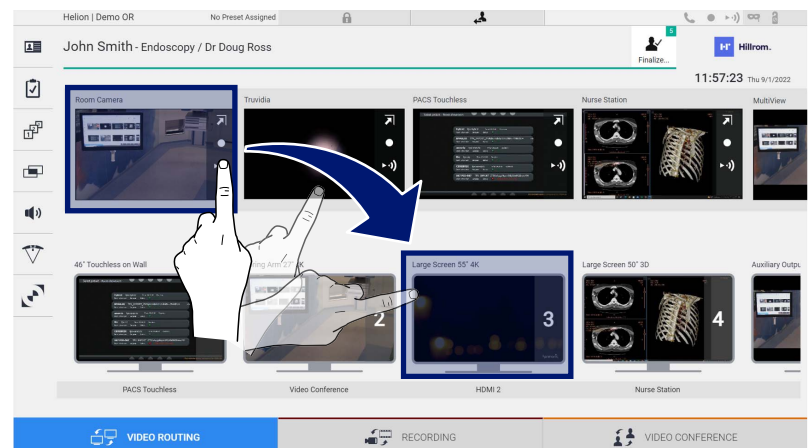 Helion | Demo OR
No Preset Assigned
5
John Smith - Endoscopy / Dr Doug Ross
Finalize...
H Hillrom.
11:57:23 Thu 9/1/2022
Room Camera
Truvidia
PACS Touchless
Nurse Station
MultiView
46" Touchless on Wall
27" 4K
Large Screen 55" 4K
Large Screen 50" 3D
Auxiliary Outpu
2
3
4
PACS Touchless
Video Conference
HDMI 2
Nurse Station
VIDEO ROUTING
RECORDING
VIDEO CONFERENCE